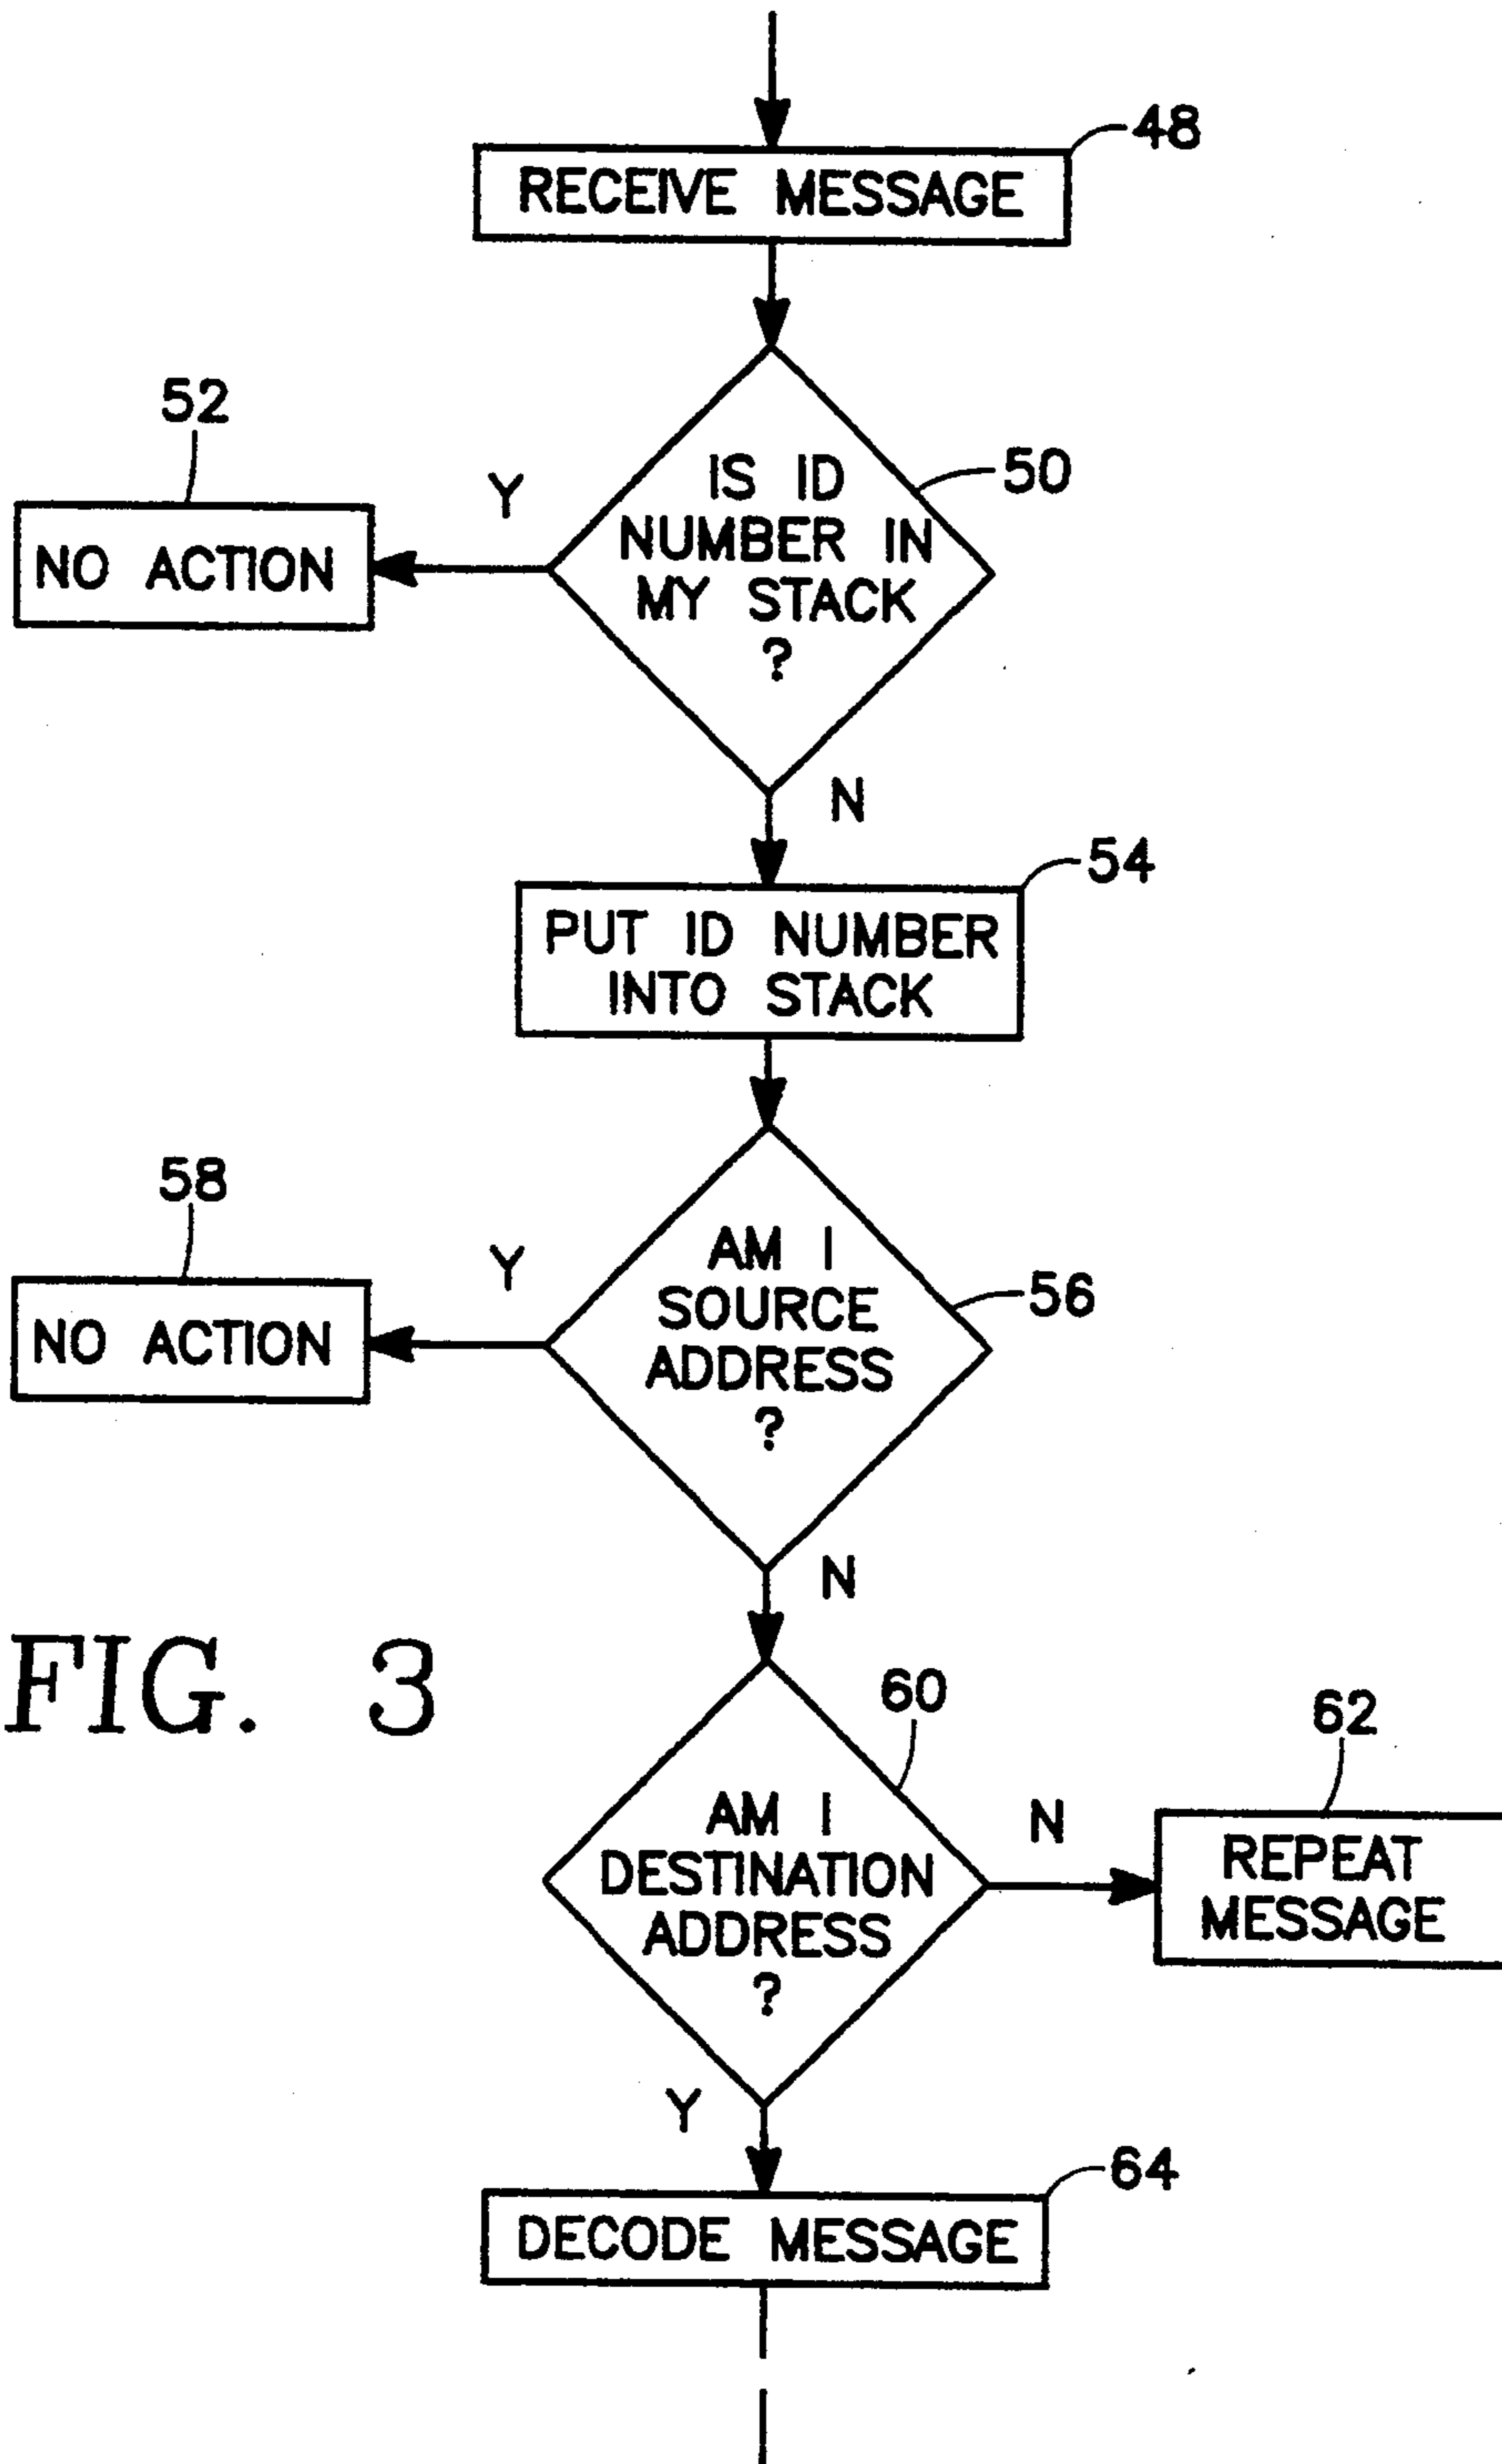 48
RECEIVE MESSAGE
52
Y
IS ID
NUMBER IN
MY STACK
?
50
NO ACTION
N
54
PUT ID NUMBER
INTO STACK
58
Y
AM I
SOURCE
ADDRESS
?
56
NO ACTION
N
FIG. 3
60
62
AM I
DESTINATION
ADDRESS
?
N
REPEAT
MESSAGE
Y
64
DECODE MESSAGE